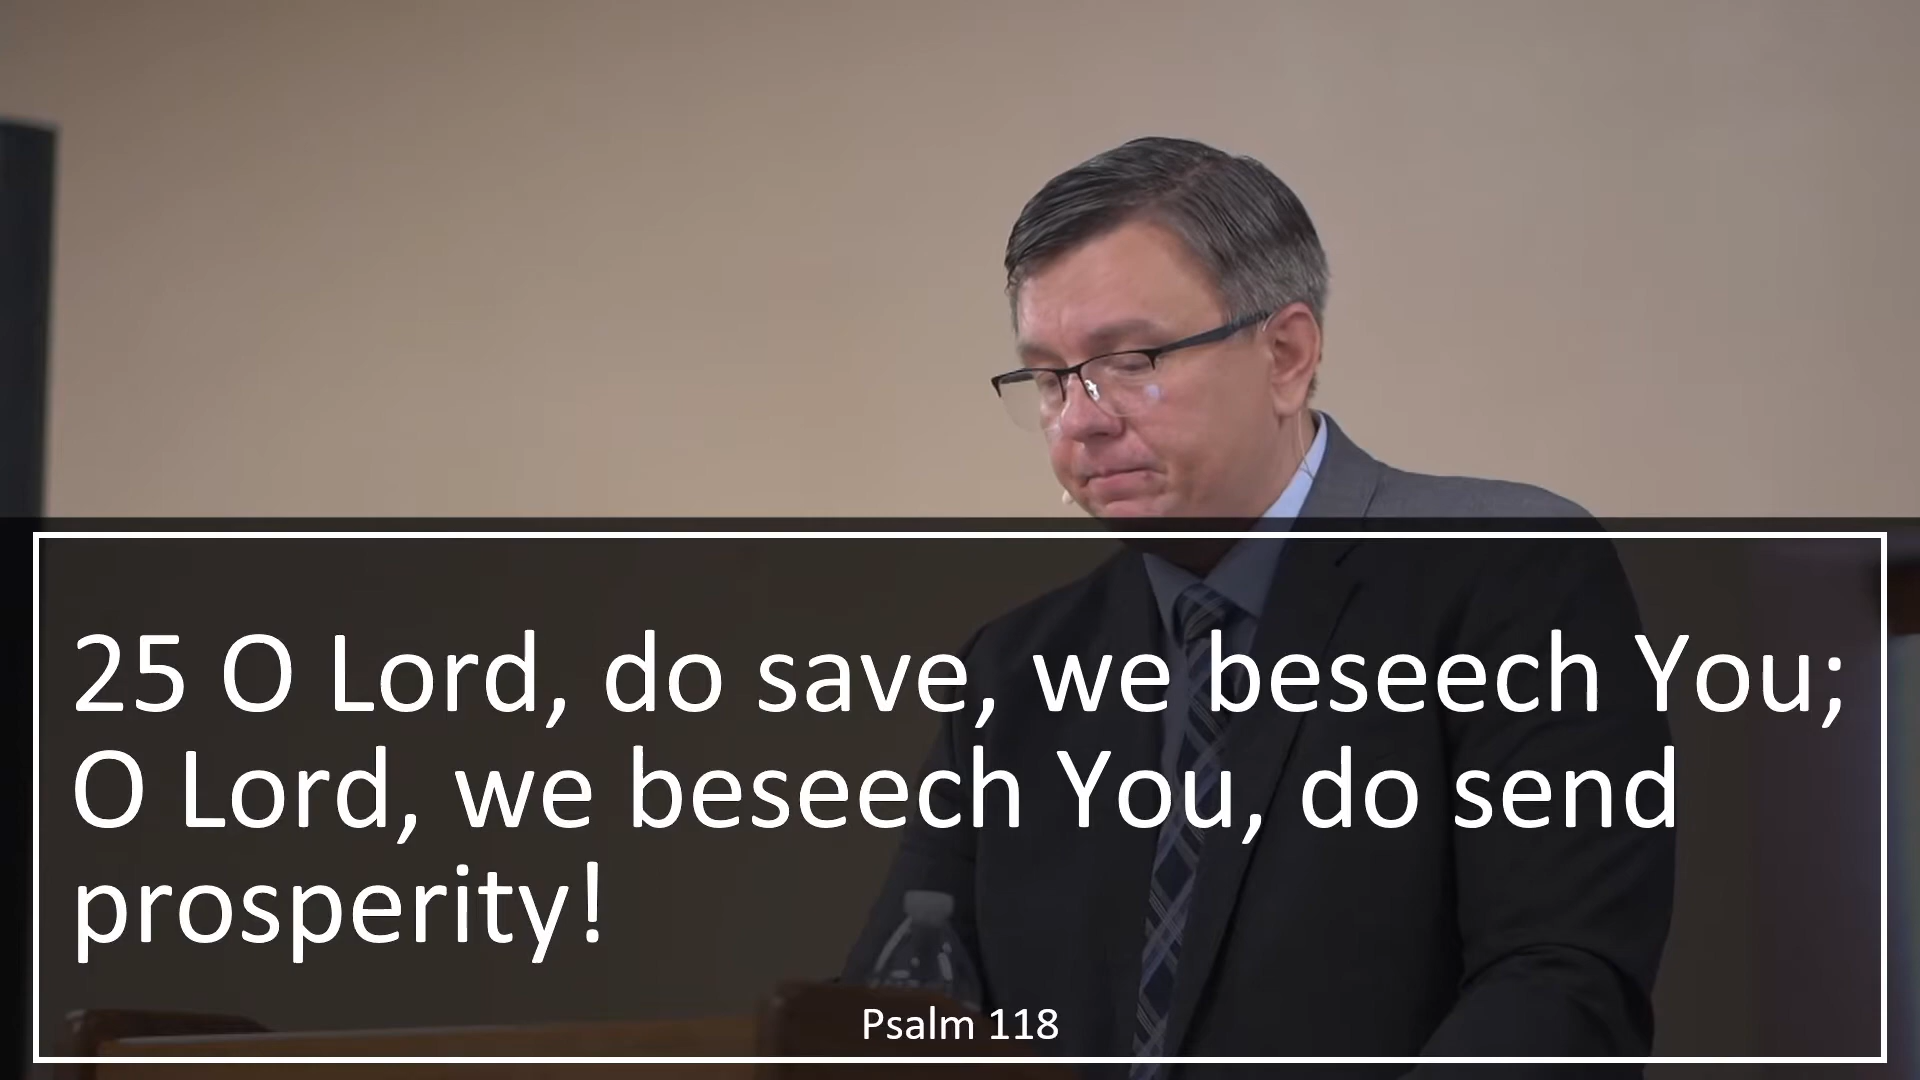 25 O Lord, do save, we beseech You;
O Lord, we beseech You, do send
prosperity!
Psalm 118